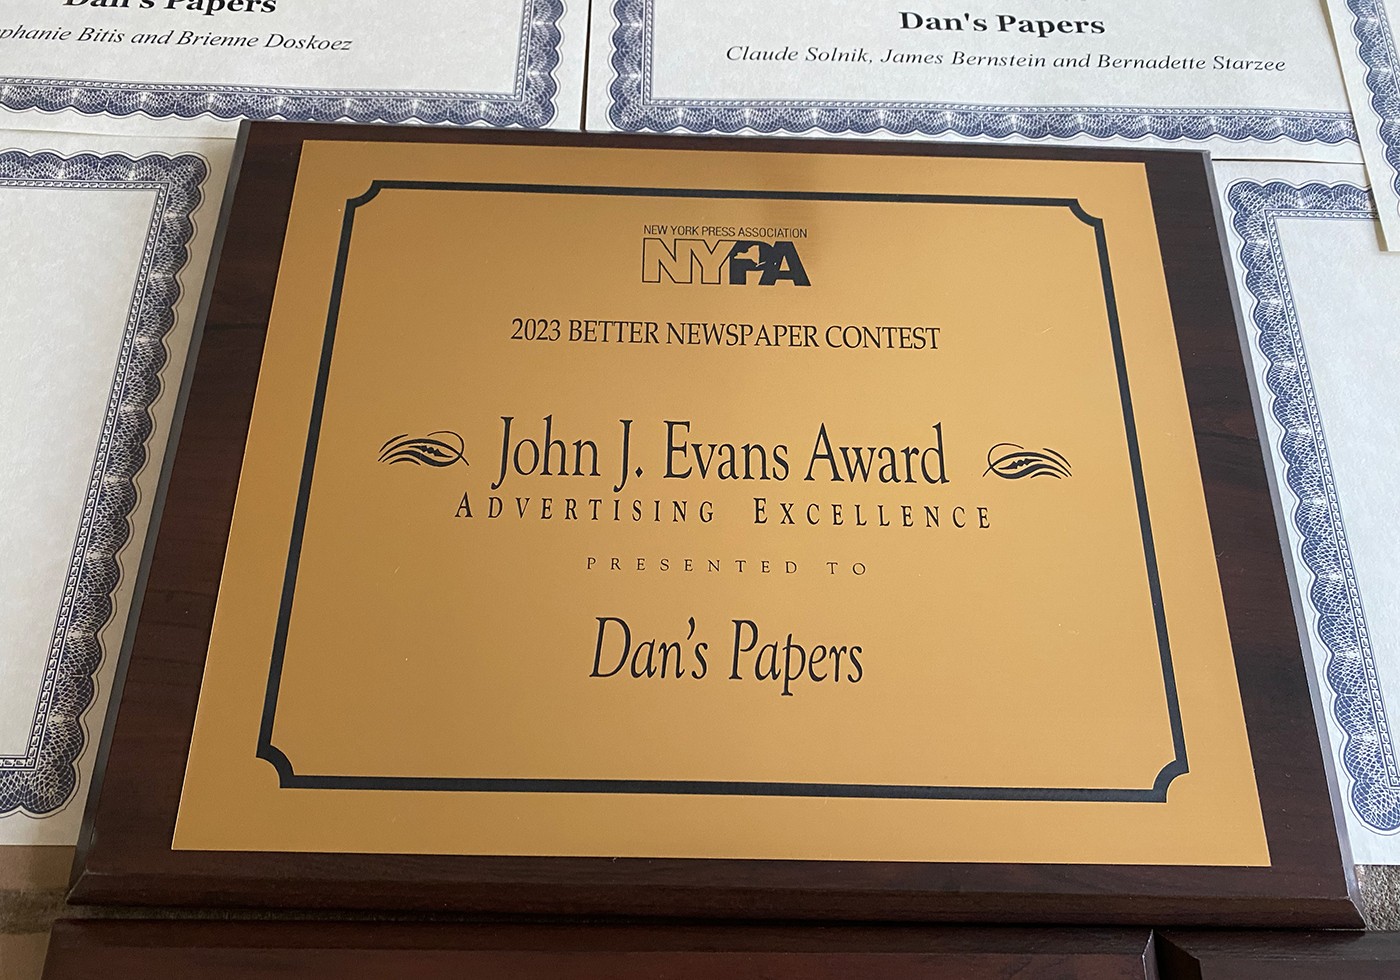 Dan's Papers
Bitis and Brienne Doskoez
Dan's Papers
Claude Solnik, James Bernstein and Bernadette Starzee
NEW YORK PRESS ASSOCIATION
NYPA
2023 BETTER NEWSPAPER CONTEST
John J. Evans Award
ADVERTISING EXCELLENCE
PRESENTED TO
Dan's Papers